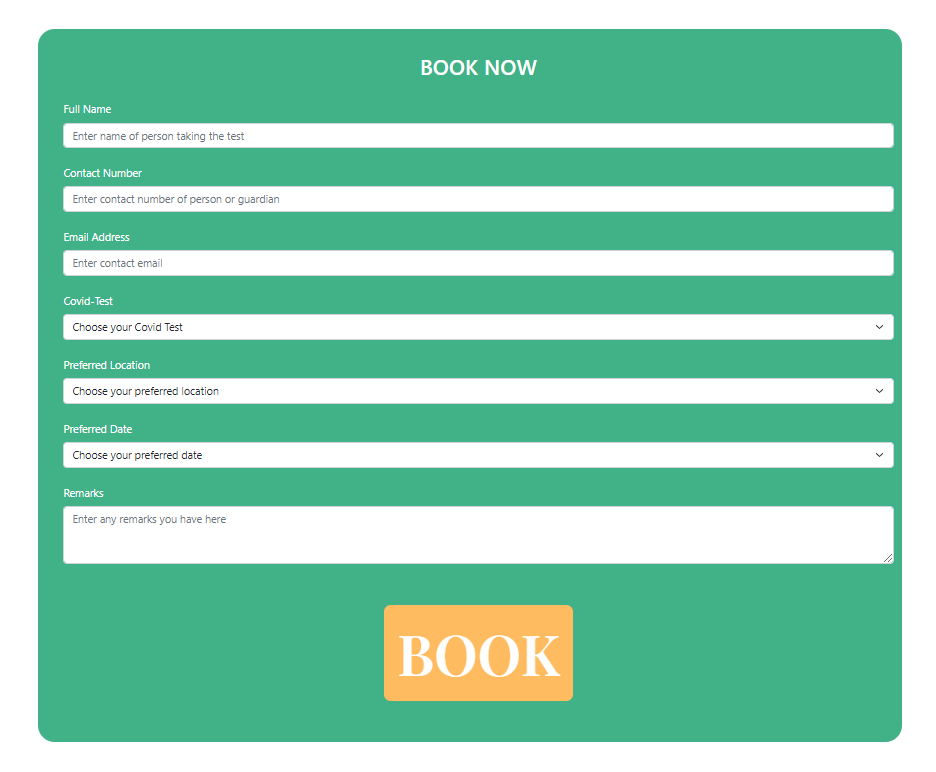 BOOK NOW
Full Name
Enter name of person taking the test
Contact Number
Enter contact number of person or guardian
Email Address
Enter contact email
Covid-Test
Choose your Covid Test
Preferred Location
Choose your preferred location
Preferred Date
Choose your preferred date
Remarks
Enter any remarks you have here
BOOK